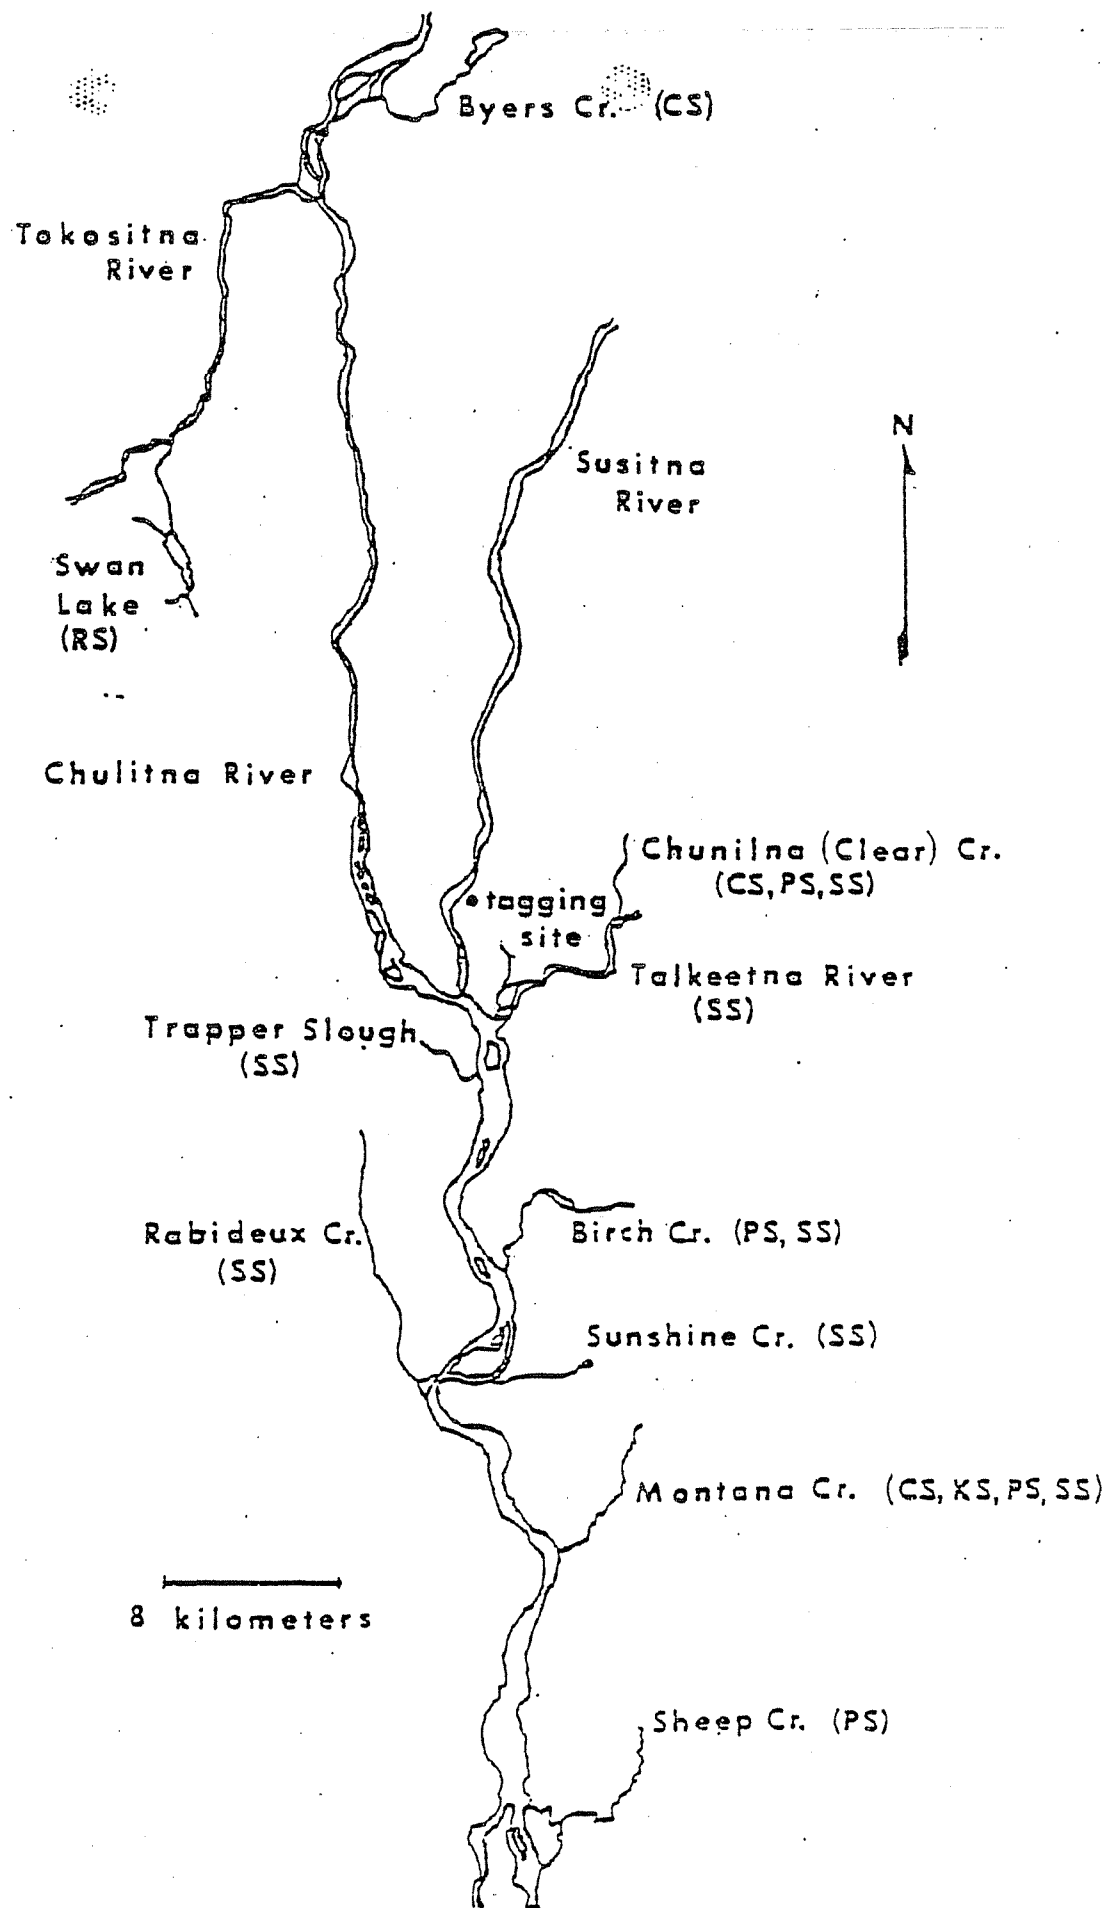 Byers Cr. (CS)
Tokositna
River
N
Susitna
River
Swan
Lake
(RS)
Chulitna River
Chunilna (Clear) Cr.
(CS, PS, SS)
tagging
site
Talkeetna River
(SS)
Trapper Slough
(SS)
Rabideux Cr.
(SS)
Birch Cr. (PS, SS)
Sunshine Cr. (SS)
Montana Cr. (CS, KS, PS, SS)
8 kilometers
Sheep Cr. (PS)